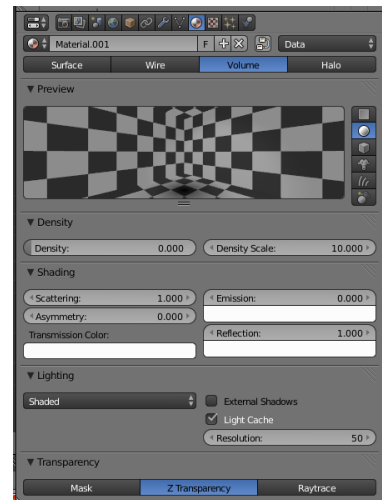 Material.001 F Data
Surface Wire Volume Halo
Preview
Density
Density: 0.000 Density Scale: 10.000
Shading
Scattering: 1.000 Emission: 0.000
Asymmetry: 0.000
Transmission Color: Reflection: 1.000
Lighting
Shaded External Shadows
Light Cache
Resolution: 50
Transparency
Mask Z Transparency Raytrace